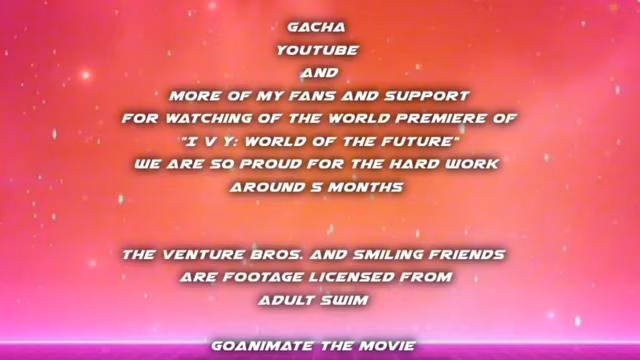 GACHA
YOUTUBE
AND
MORE OF MY FANS AND SUPPORT
FOR WATCHING OF THE WORLD PREMIERE OF
"I V Y: WORLD OF THE FUTURE"
WE ARE SO PROUD FOR THE HARD WORK
AROUND 5 MONTHS
THE VENTURE BROS. AND SMILING FRIENDS
ARE FOOTAGE LICENSED FROM
ADULT SWIM
GOANIMATE THE MOVIE